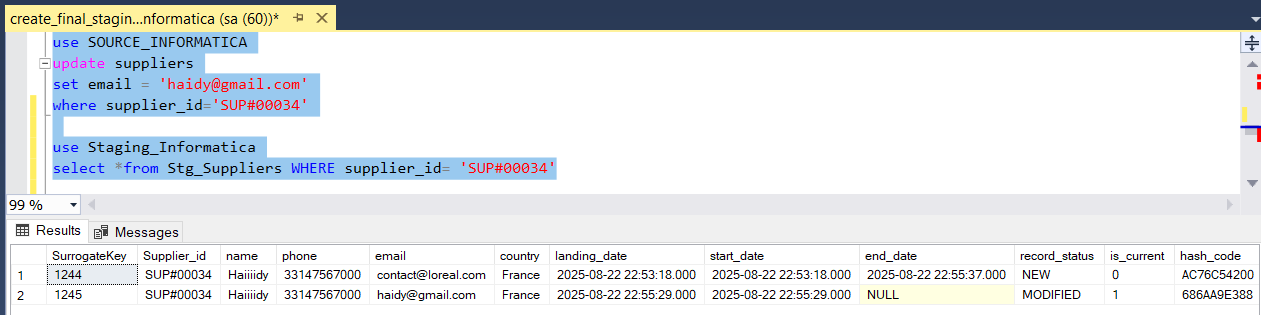 create_final_stagin...nformatica (sa (60))*
use SOURCE_INFORMATICA
update suppliers
set email = 'haidy@gmail.com'
where supplier_id='SUP#00034'
use Staging_Informatica
select *from Stg_Suppliers WHERE supplier_id= 'SUP#00034'
99 %
Results Messages
SurrogateKey Supplier_id name phone email country landing_date start_date end_date record_status is_current hash_code
1 1244 SUP#00034 Haiiiidy 33147567000 contact@loreal.com France 2025-08-22 22:53:18.000 2025-08-22 22:53:18.000 2025-08-22 22:55:37.000 NEW 0 AC76C54200
2 1245 SUP#00034 Haiiiidy 33147567000 haidy@gmail.com France 2025-08-22 22:55:29.000 2025-08-22 22:55:29.000 NULL MODIFIED 1 686AA9E388